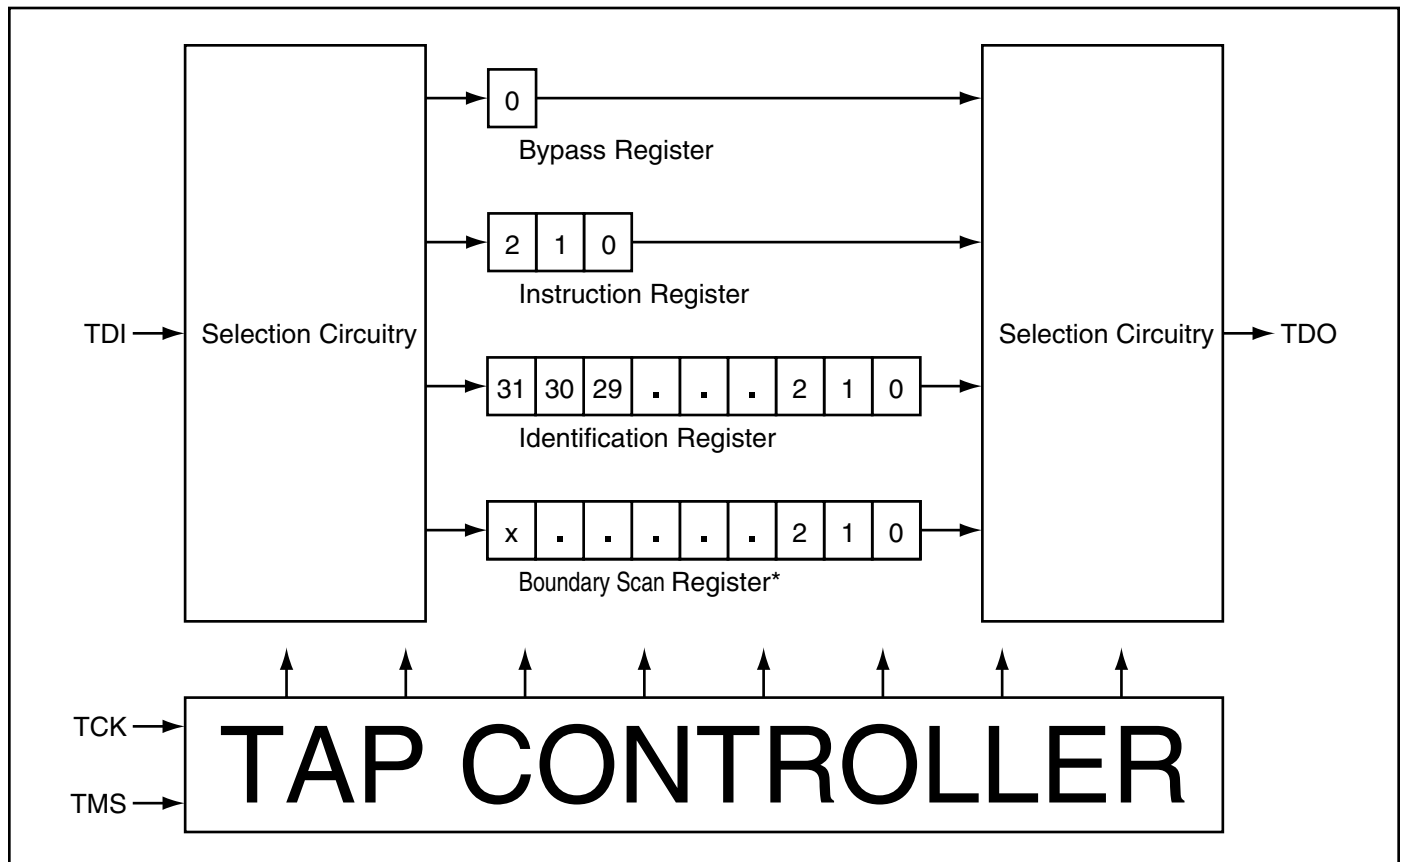 0
Bypass Register
2 1 0
Instruction Register
TDI
Selection Circuitry
Selection Circuitry
TDO
31 30 29 . . . 2 1 0
Identification Register
x . . . . . 2 1 0
Boundary Scan Register*
TCK
TAP CONTROLLER
TMS